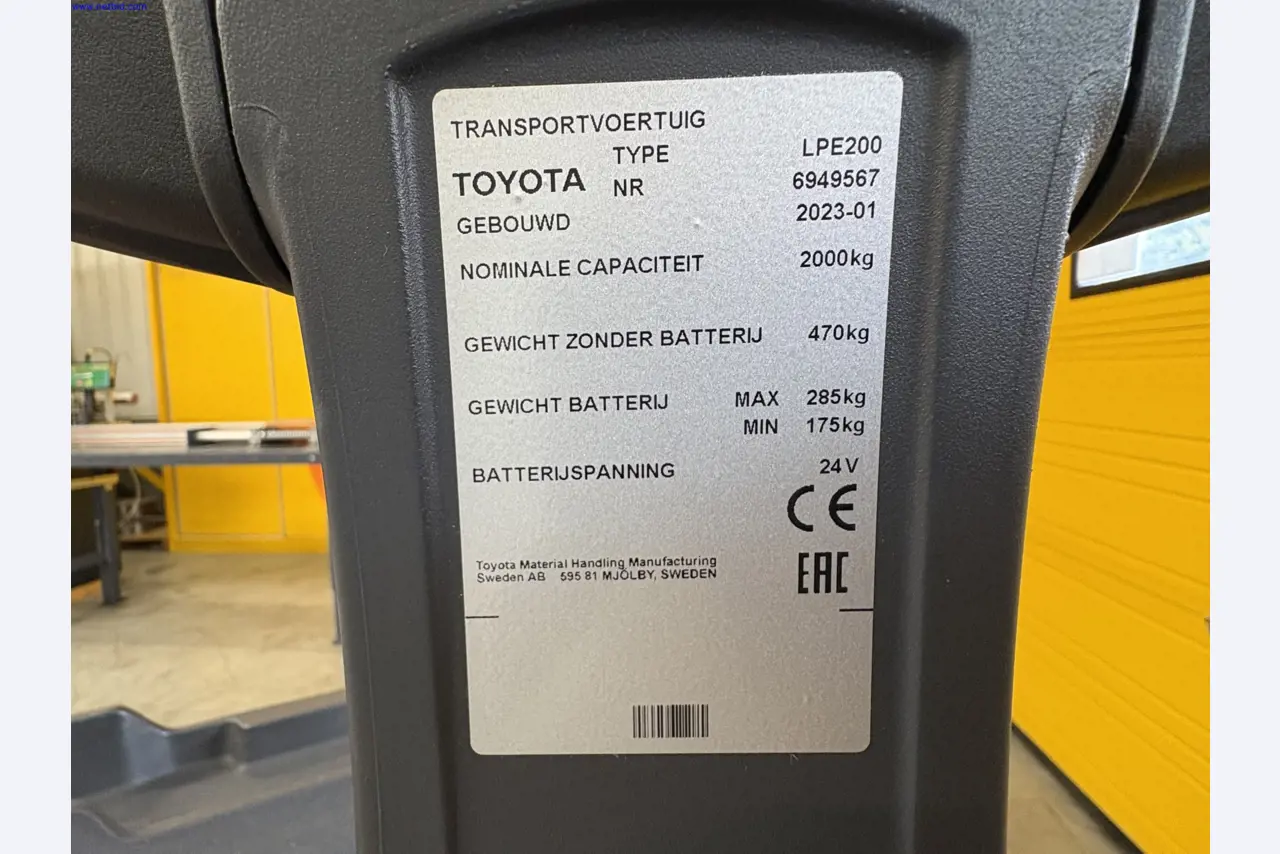 TRANSPORTVOERTUIG
TYPE LPE200
TOYOTA NR 6949567
GEBOUWD 2023-01
NOMINALE CAPACITEIT 2000kg
GEWICHT ZONDER BATTERIJ 470kg
GEWICHT BATTERIJ MAX 285kg
MIN 175kg
BATTERIJSPANNING 24V
CE
Toyota Material Handling Manufacturing
Sweden AB 595 81 MJÖLBY, SWEDEN
EAC